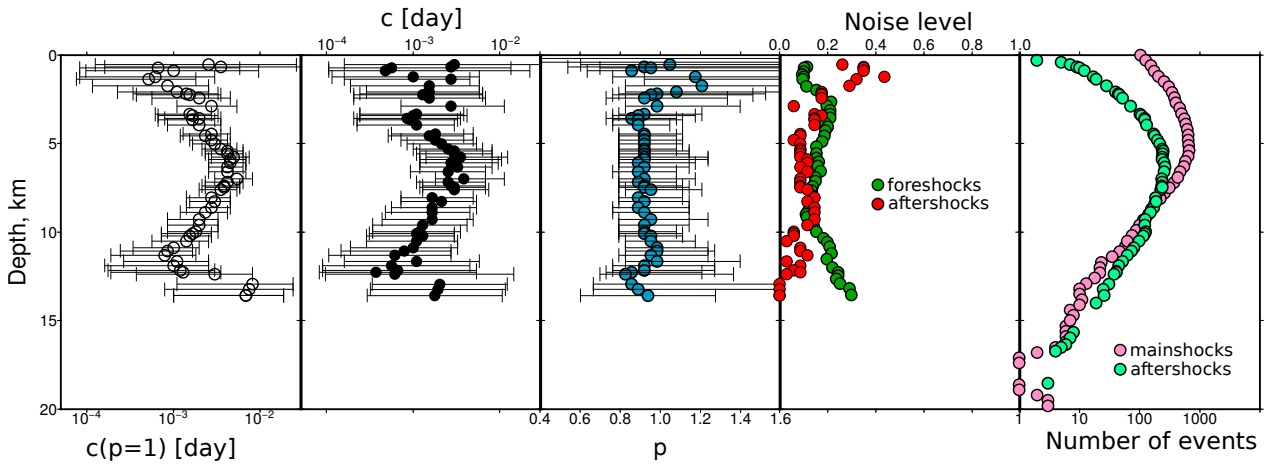 c [day]
Noise level
10⁻⁴ 10⁻³ 10⁻² 0.0 0.2 0.4 0.6 0.8 1.0
0
5
10
15
20
Depth, km
foreshocks
aftershocks
mainshocks
aftershocks
10⁻⁴ 10⁻³ 10⁻² 0.4 0.6 0.8 1.0 1.2 1.4 1.6 1 10 100 1000
c(p=1) [day]
p
Number of events